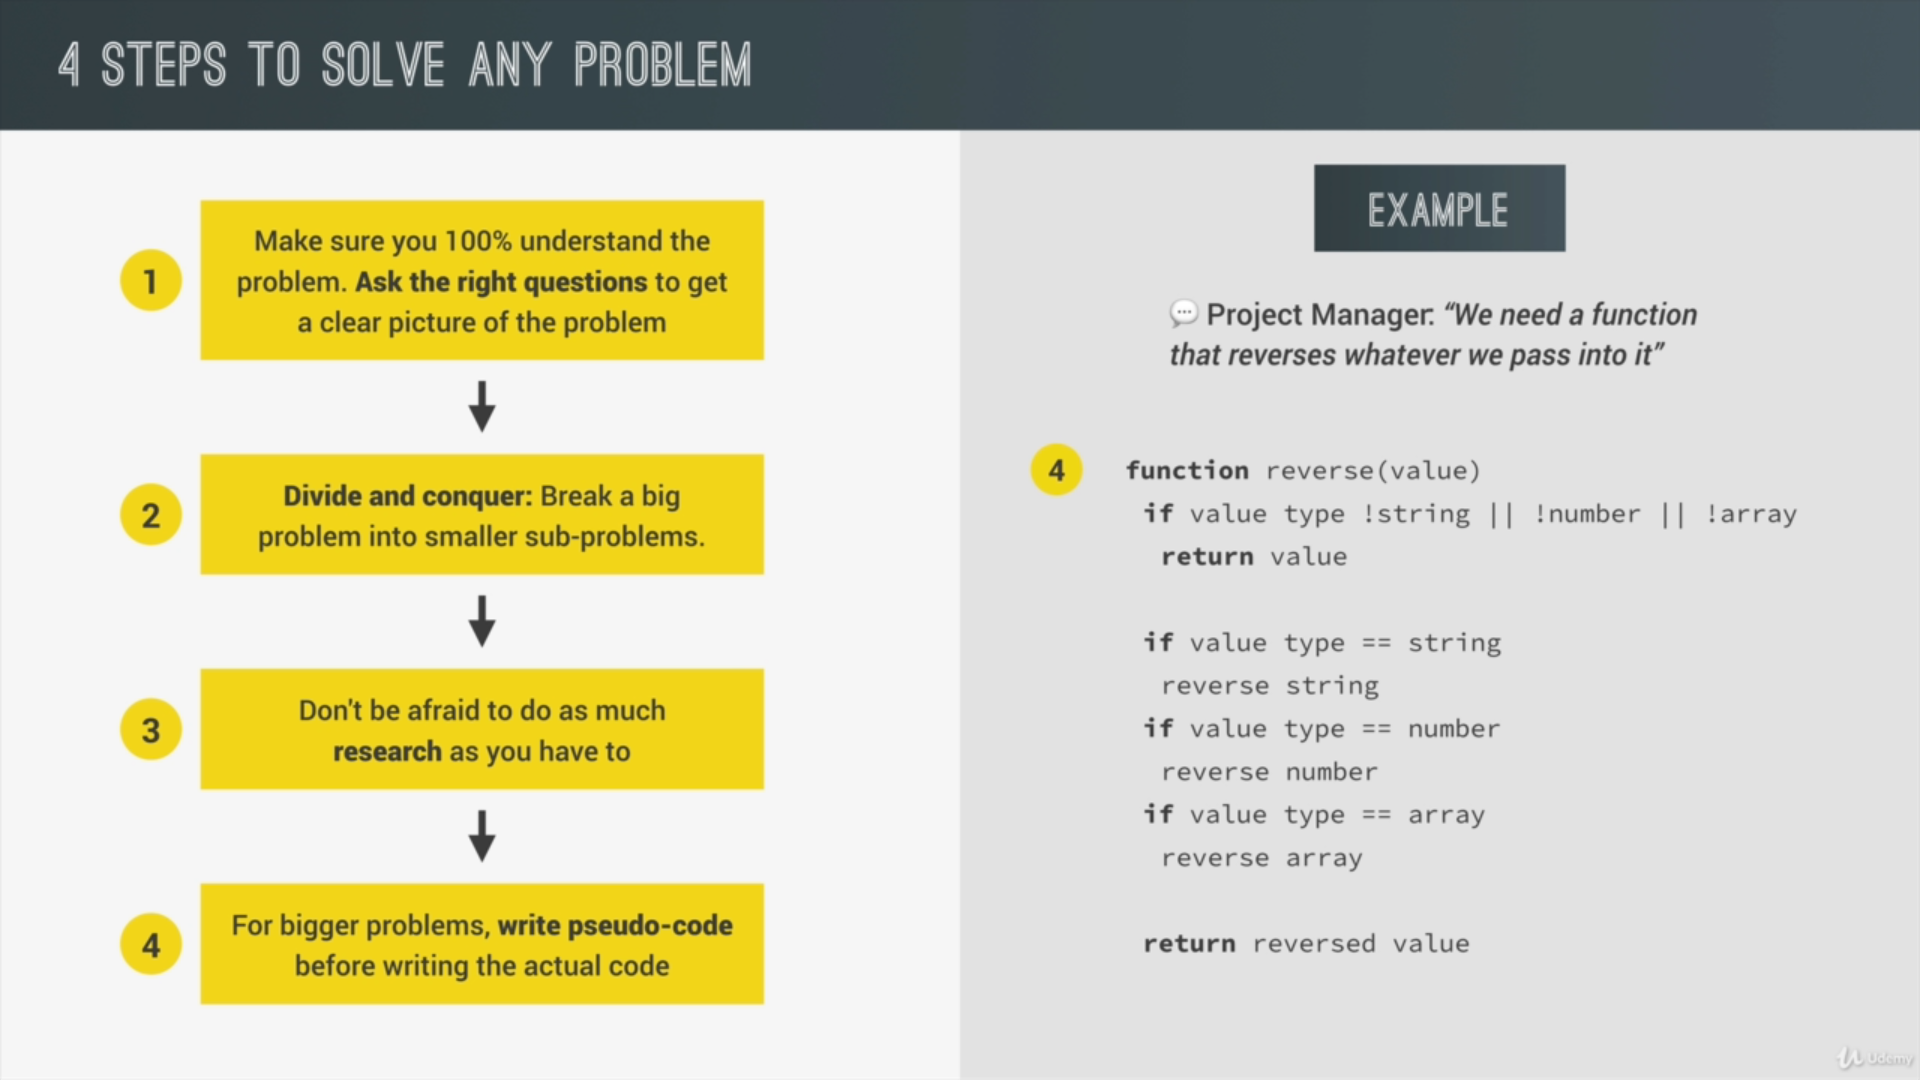 4 STEPS TO SOLVE ANY PROBLEM
1
Make sure you 100% understand the
problem. Ask the right questions to get
a clear picture of the problem
2
Divide and conquer: Break a big
problem into smaller sub-problems.
3
Don't be afraid to do as much
research as you have to
4
For bigger problems, write pseudo-code
before writing the actual code
EXAMPLE
Project Manager: “We need a function
that reverses whatever we pass into it”
4
function reverse(value)
if value type !string || !number || !array
return value
if value type == string
reverse string
if value type == number
reverse number
if value type == array
reverse array
return reversed value
Udemy